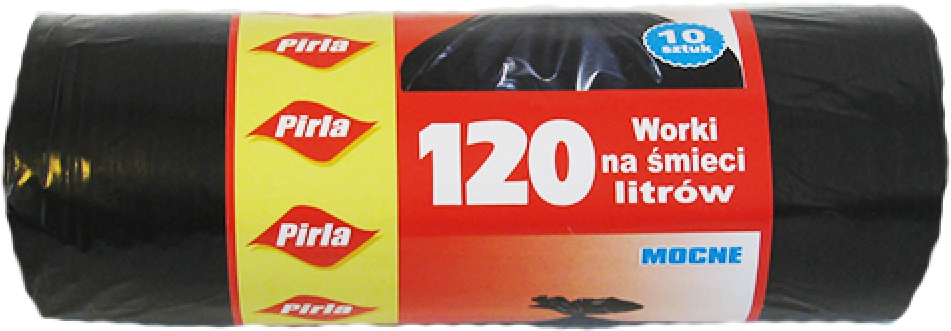 Pirla
Pirla
Pirla
Pirla
10
sztuk
120
Worki
na śmieci
litrów
MOCNE